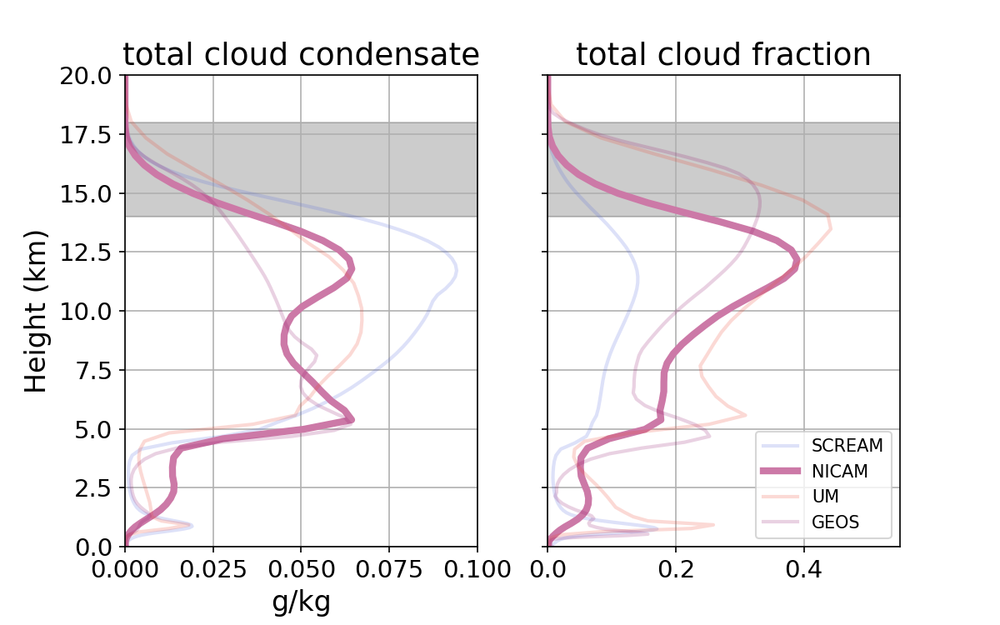 total cloud condensate
total cloud fraction
Height (km)
20.0
17.5
15.0
12.5
10.0
7.5
5.0
2.5
0.0
0.000 0.025 0.050 0.075 0.100
g/kg
0.0 0.2 0.4
SCREAM
NICAM
UM
GEOS